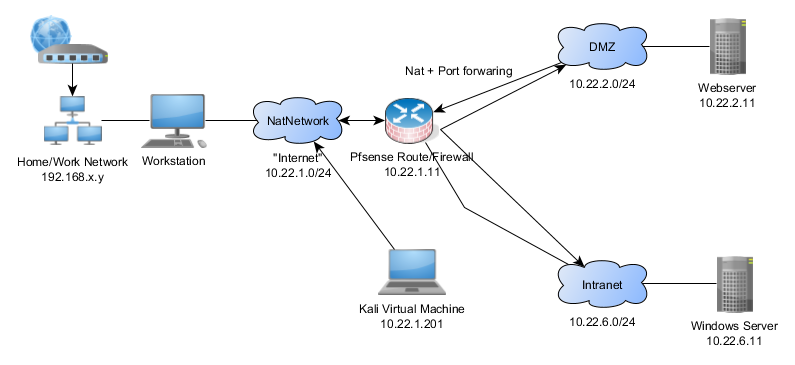 DMZ
Nat + Port forwaring
10.22.2.0/24
Webserver
10.22.2.11
NatNetwork
Home/Work Network
192.168.x.y
Workstation
"Internet"
10.22.1.0/24
Pfsense Route/Firewall
10.22.1.11
Intranet
Kali Virtual Machine
10.22.1.201
10.22.6.0/24
Windows Server
10.22.6.11